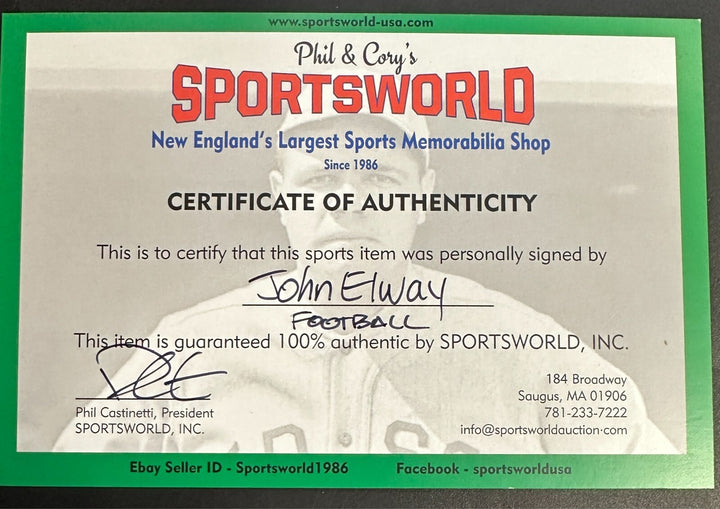 www.sportsworld-usa.com
Phil & Cory's
SPORTSWORLD
New England's Largest Sports Memorabilia Shop
Since 1986
CERTIFICATE OF AUTHENTICITY
This is to certify that this sports item was personally signed by
John Elway
FOOTBALL
This item is guaranteed 100% authentic by SPORTSWORLD, INC.
Phil Castinetti, President
SPORTSWORLD, INC.
184 Broadway
Saugus, MA 01906
781-233-7222
info@sportsworldauction.com
Ebay Seller ID - Sportsworld1986
Facebook - sportsworldusa